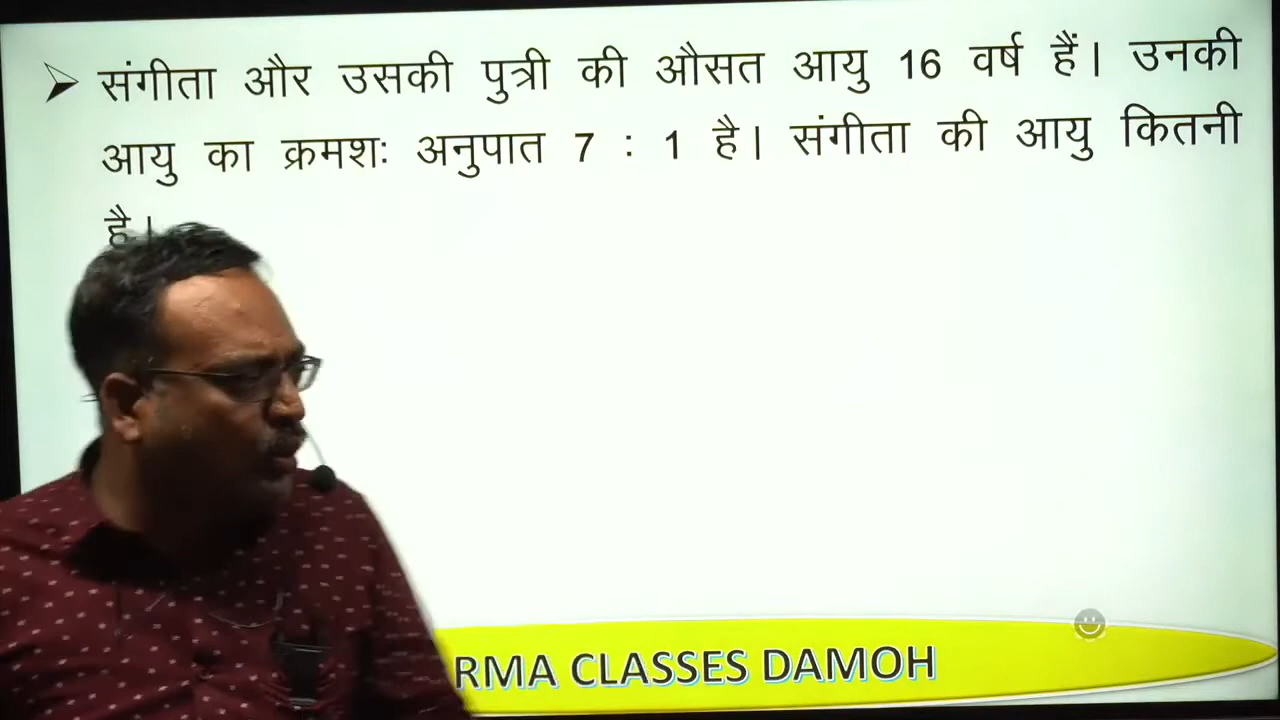 संगीता और उसकी पुत्री की औसत आयु 16 वर्ष हैं। उनकी
आयु का क्रमशः अनुपात 7 : 1 है। संगीता की आयु कितनी
है।
RMA CLASSES DAMOH